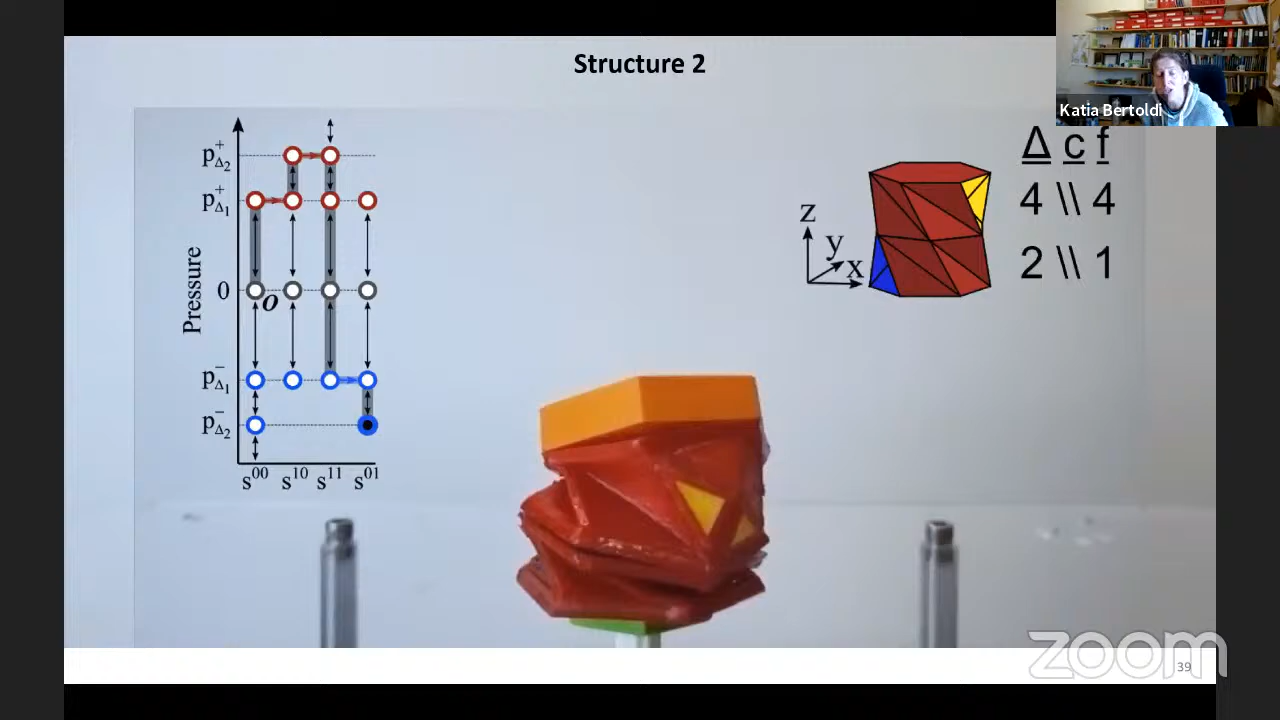 Structure 2
Katia Bertoldi
Δ c f
4 \\ 4
2 \\ 1
z
y
x
Pressure
p⁺Δ₂
p⁺Δ₁
0
O
p⁻Δ₁
p⁻Δ₂
s⁰⁰ s¹⁰ s¹¹ s⁰¹
zoom
39